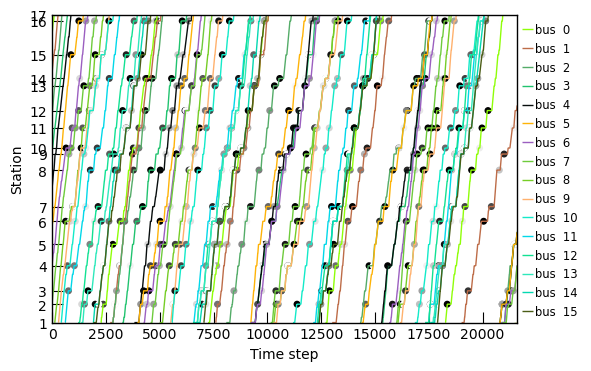 17
16
15
14
13
12
11
10
9
8
7
6
5
4
3
2
1
Station
0 2500 5000 7500 10000 12500 15000 17500 20000
Time step
bus 0
bus 1
bus 2
bus 3
bus 4
bus 5
bus 6
bus 7
bus 8
bus 9
bus 10
bus 11
bus 12
bus 13
bus 14
bus 15